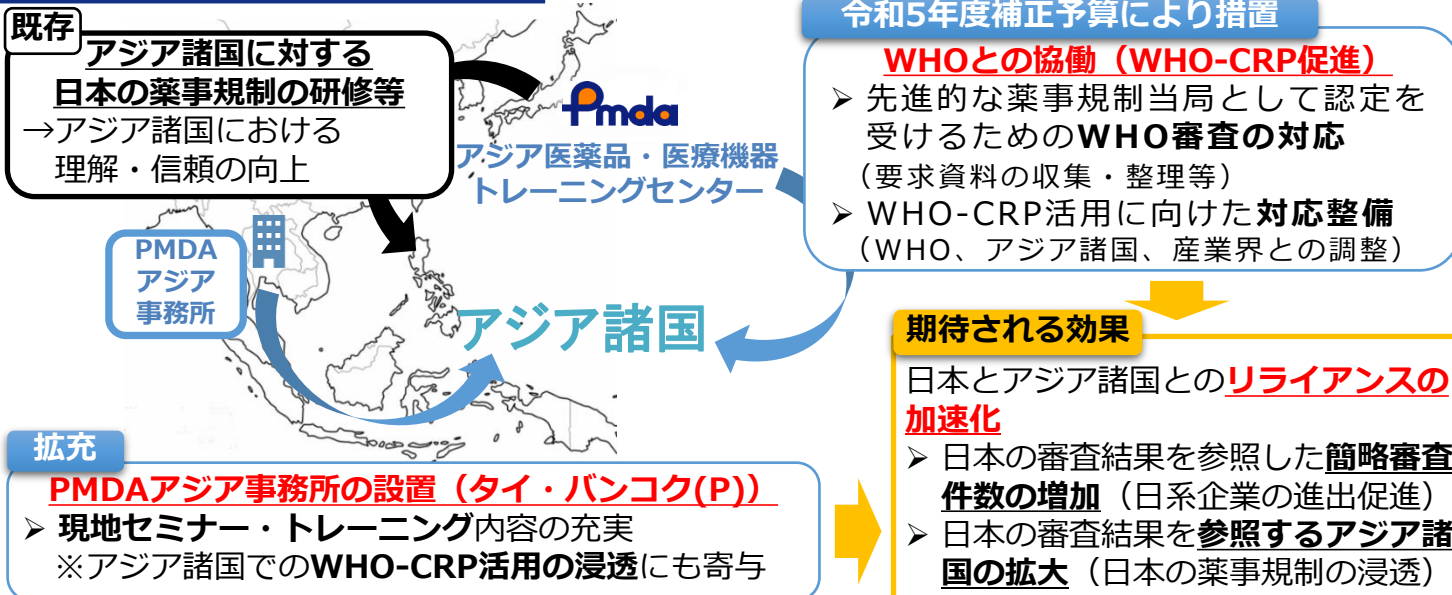 既存
アジア諸国に対する
日本の薬事規制の研修等
→アジア諸国における
理解・信頼の向上
Pmda
アジア医薬品・医療機器
トレーニングセンター
PMDA
アジア
事務所
アジア諸国
令和5年度補正予算により措置
WHOとの協働（WHO-CRP促進）
➢ 先進的な薬事規制当局として認定を
受けるためのWHO審査の対応
（要求資料の収集・整理等）
➢ WHO-CRP活用に向けた対応整備
（WHO、アジア諸国、産業界との調整）
拡充
PMDAアジア事務所の設置（タイ・バンコク(P)）
➢ 現地セミナー・トレーニング内容の充実
※アジア諸国でのWHO-CRP活用の浸透にも寄与
期待される効果
日本とアジア諸国とのリライアンスの
加速化
➢ 日本の審査結果を参照した簡略審査
件数の増加（日系企業の進出促進）
➢ 日本の審査結果を参照するアジア諸
国の拡大（日本の薬事規制の浸透）